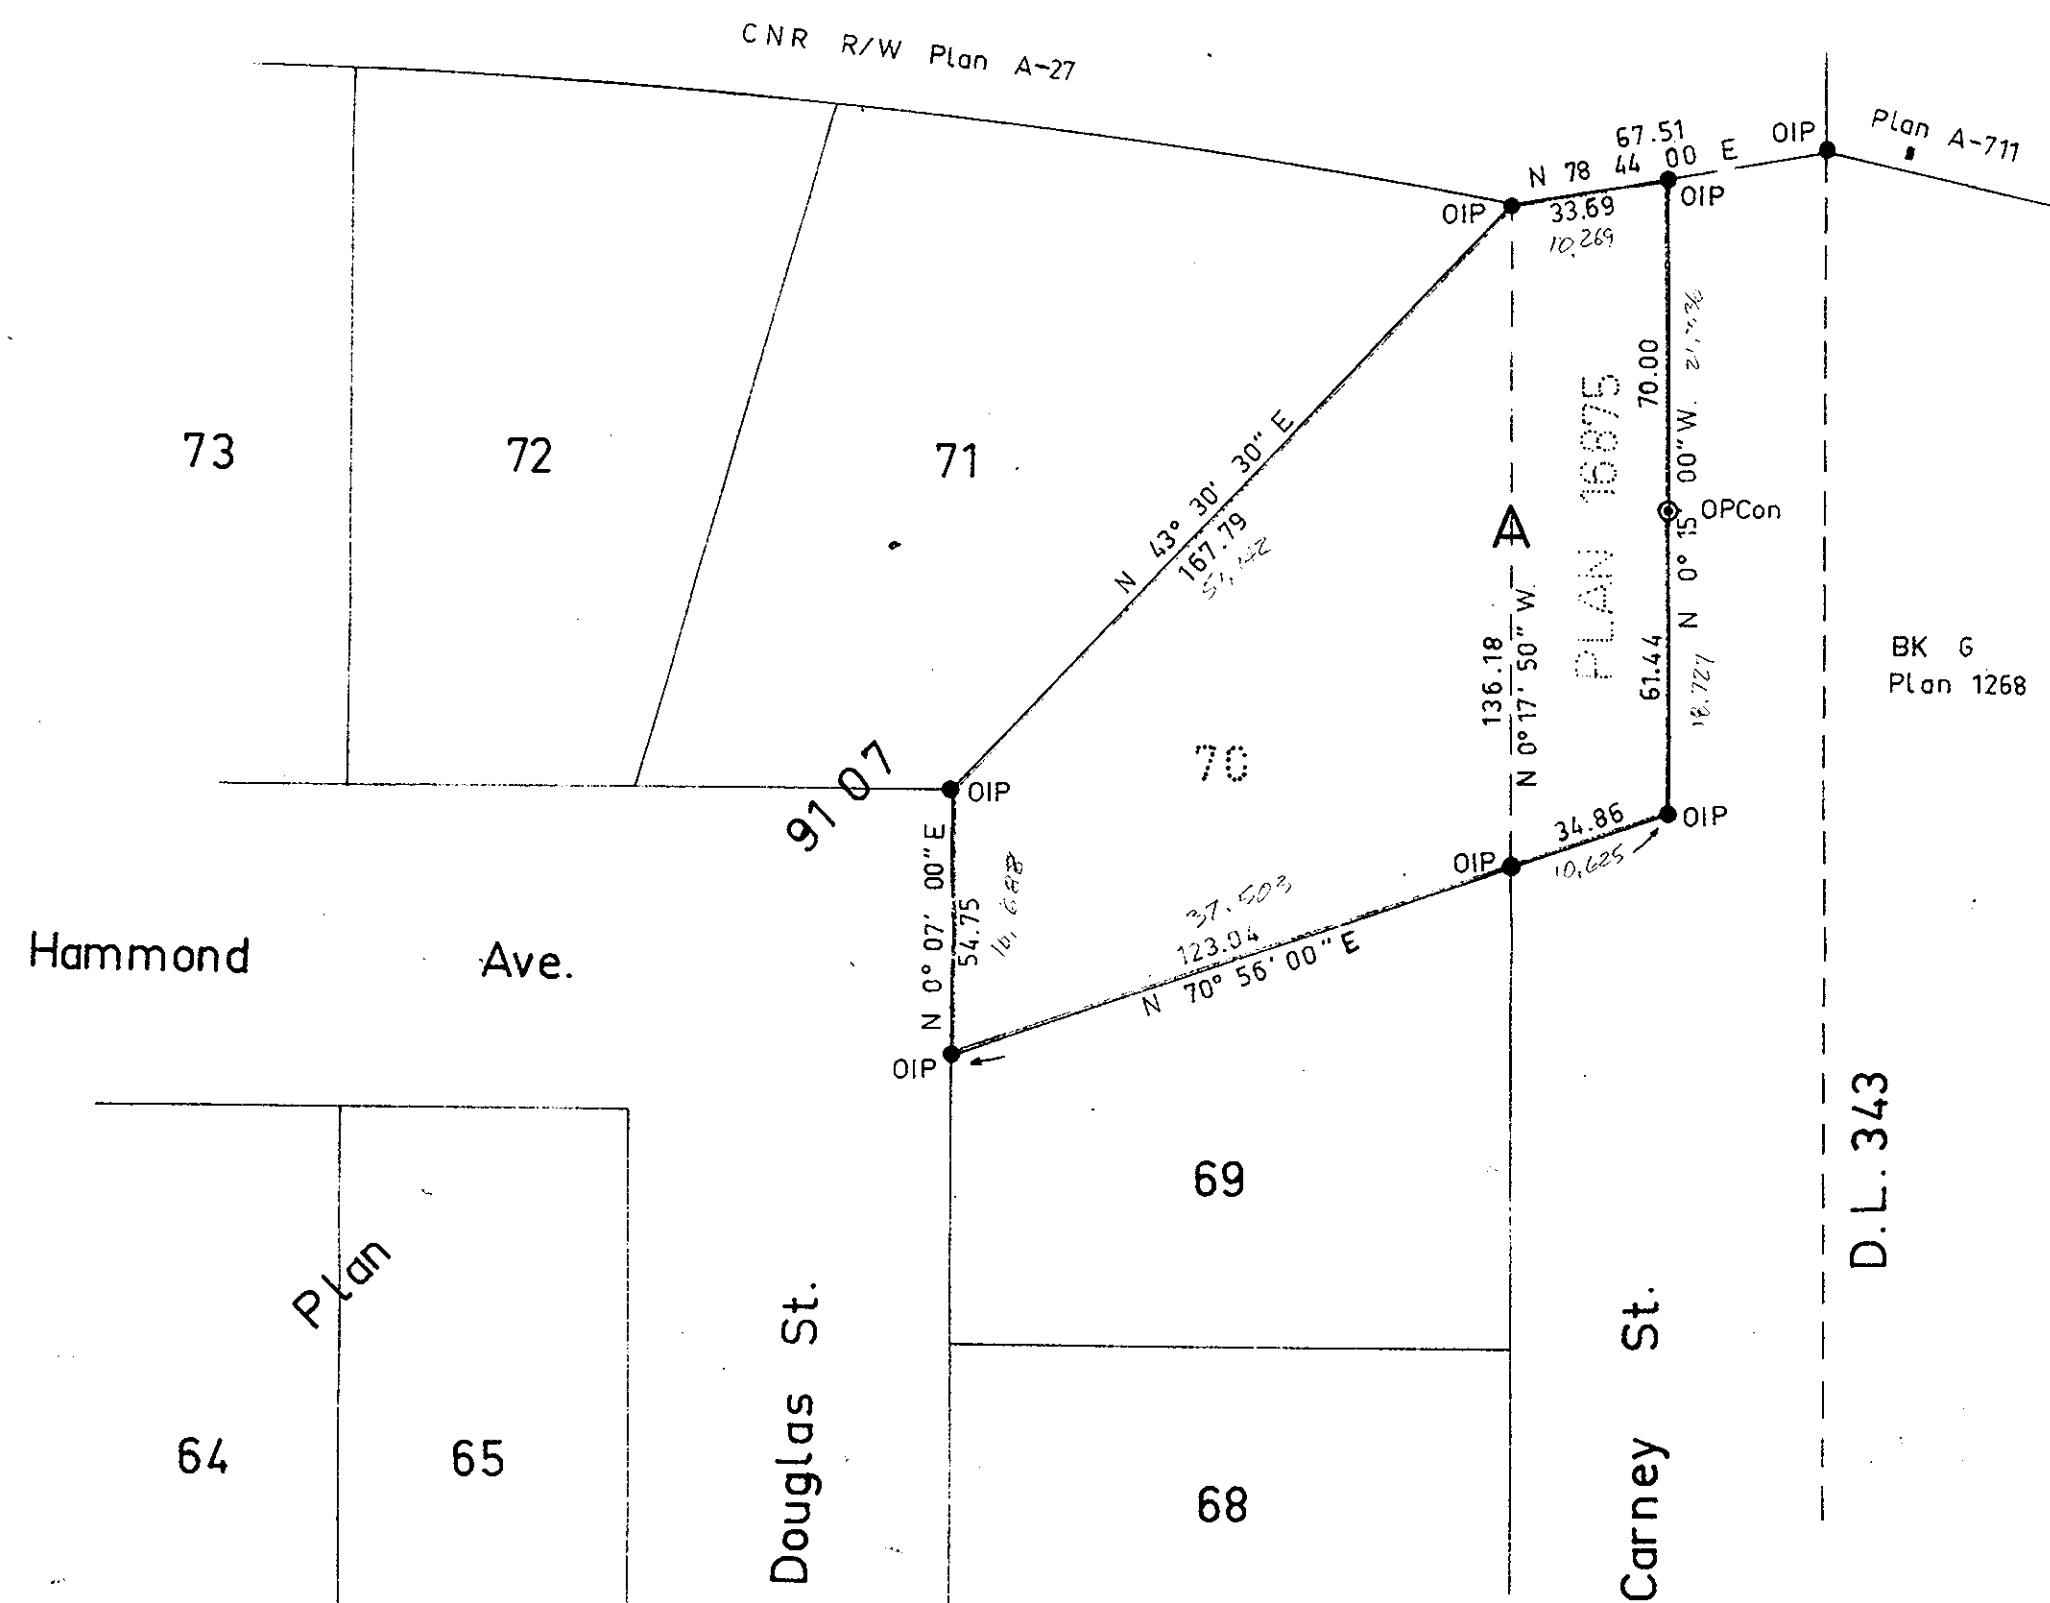 CNR R/W Plan A-27
67.51
N 78 44 00 E
OIP
Plan A-711
OIP
33.69
10,269
OIP
70.00
N 0° 15' 00" W
73
72
71
N 43° 30' 30" E
167.79
51,142
A
PLAN 16875
OPCon
136.18
N 0° 17' 50" W
61.44
18,727
BK G
Plan 1268
70
9107
OIP
OIP
34.86
10,625
OIP
N 0° 07' 00" E
54.75
16,688
37.503
123.04
N 70° 56' 00" E
Hammond Ave.
OIP
69
D.L. 343
Plan
Douglas St.
Carney St.
64
65
68